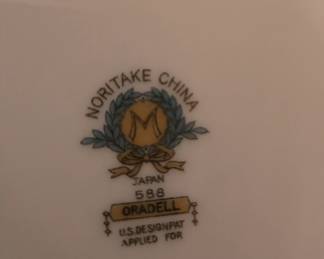 NORITAKE CHINA
M
JAPAN
588
ORADELL
U.S. DESIGN PAT
APPLIED FOR